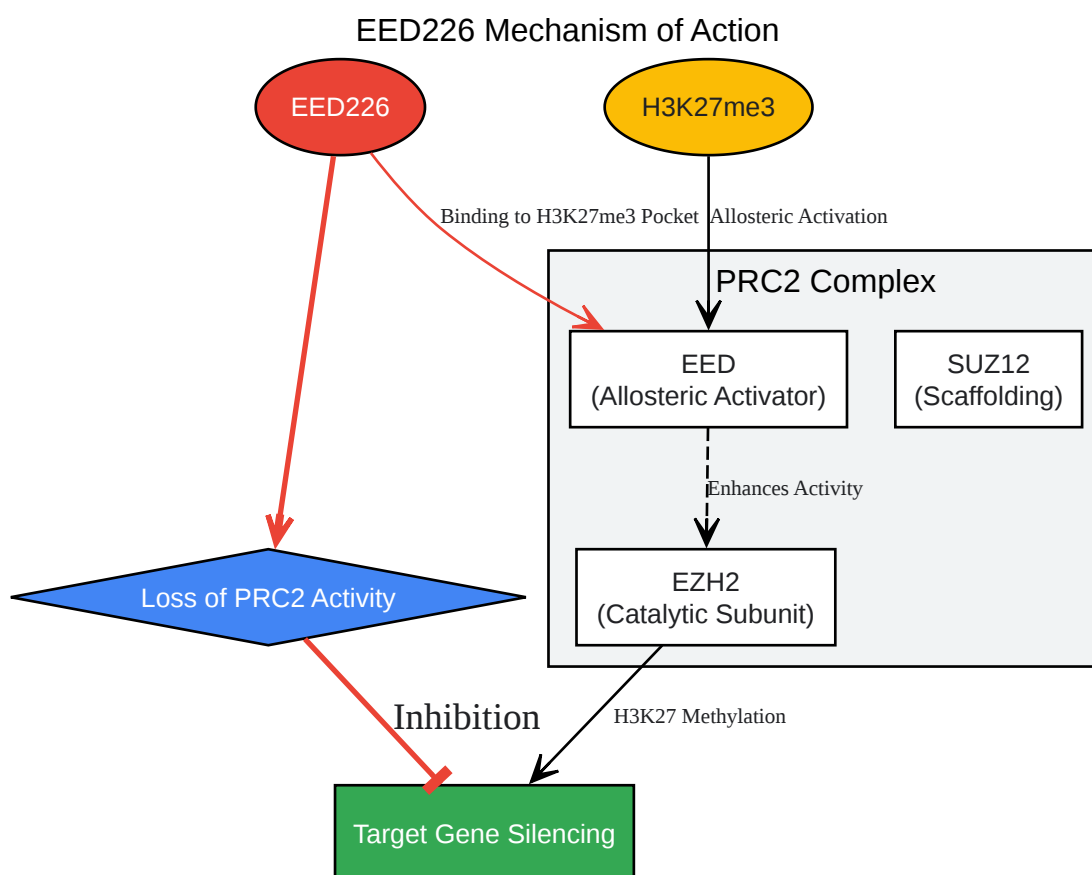 EED226 Mechanism of Action
EED226
H3K27me3
Binding to H3K27me3 Pocket
Allosteric Activation
PRC2 Complex
EED
(Allosteric Activator)
SUZ12
(Scaffolding)
Enhances Activity
EZH2
(Catalytic Subunit)
Loss of PRC2 Activity
Inhibition
H3K27 Methylation
Target Gene Silencing